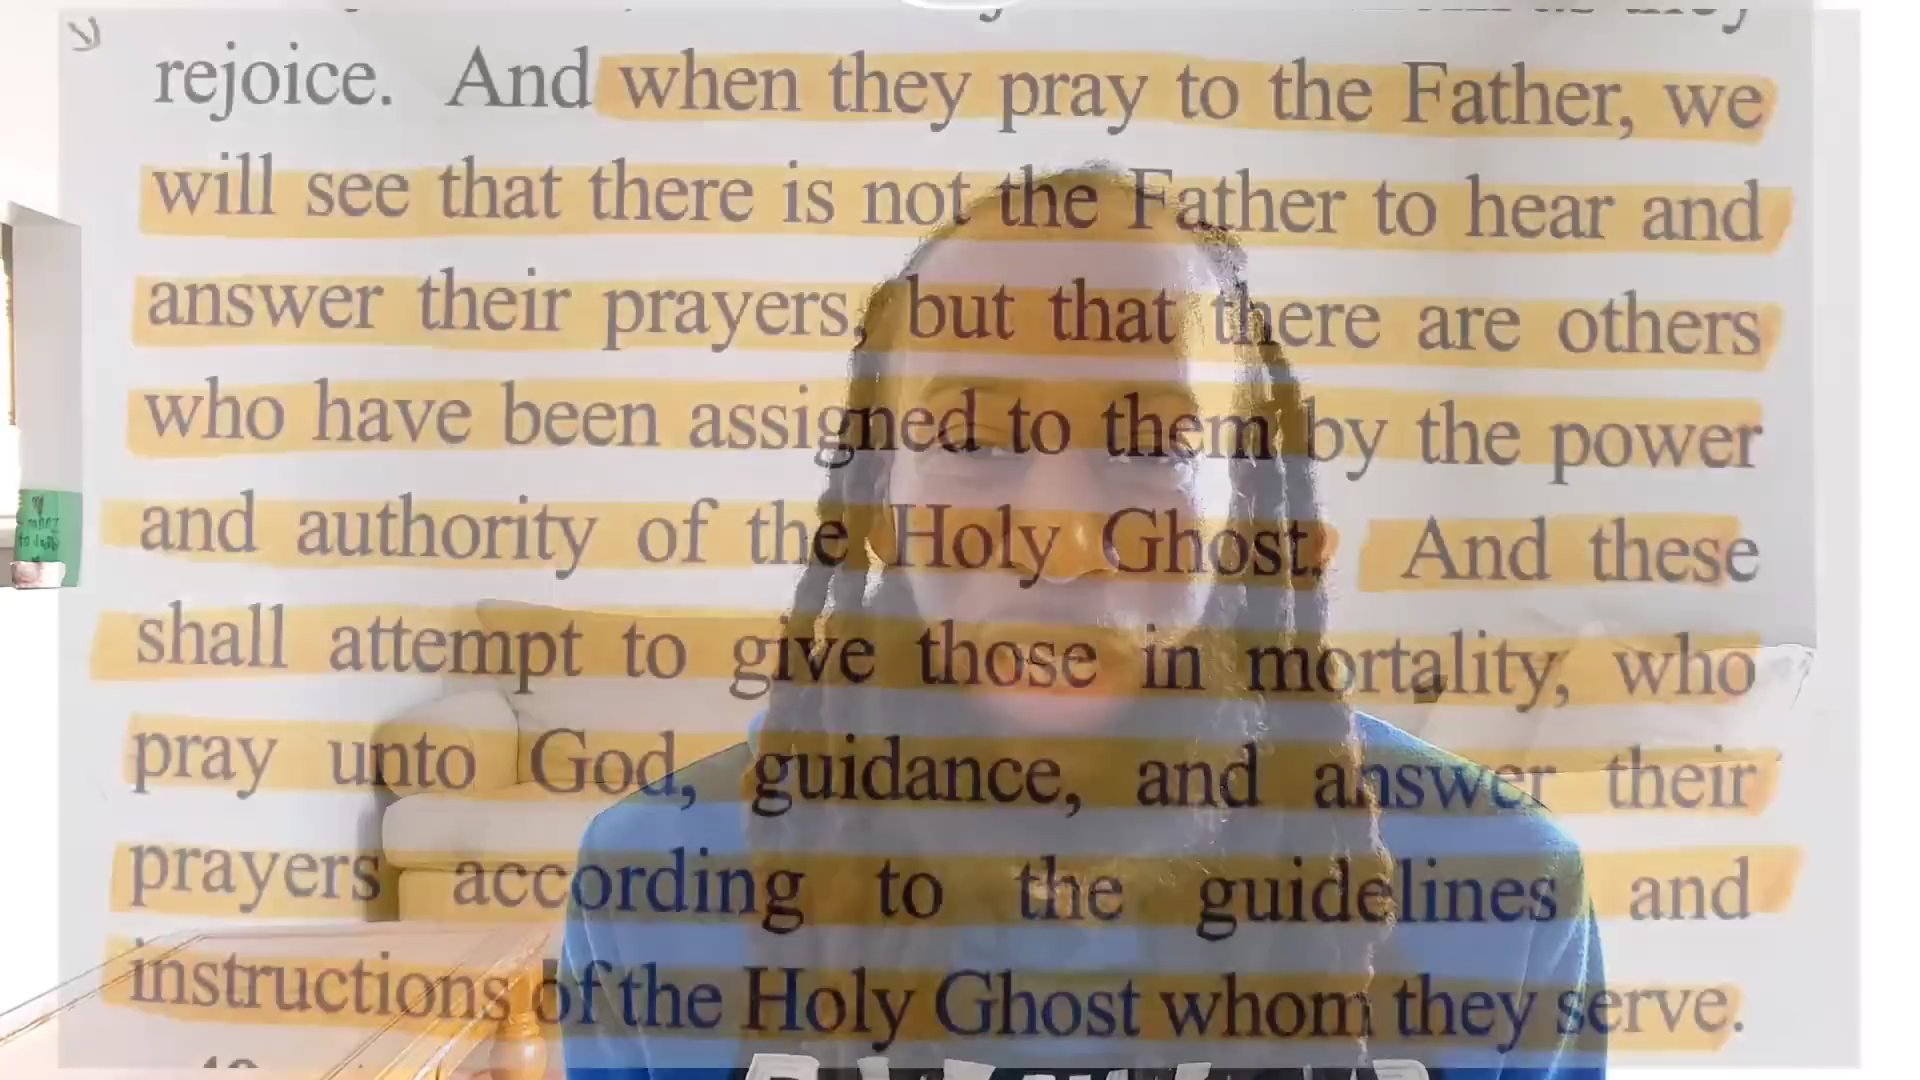 rejoice. And when they pray to the Father, we
will see that there is not the Father to hear and
answer their prayers, but that there are others
who have been assigned to them by the power
and authority of the Holy Ghost. And these
shall attempt to give those in mortality, who
pray unto God, guidance, and answer their
prayers according to the guidelines and
instructions of the Holy Ghost whom they serve.